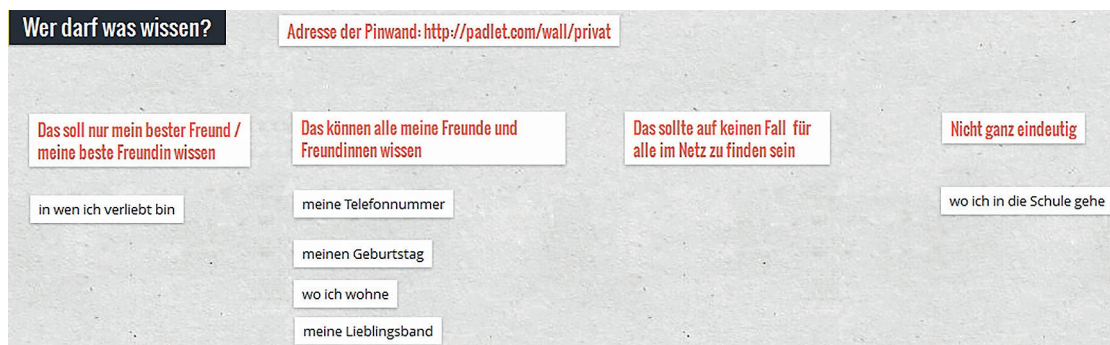 Wer darf was wissen?
Adresse der Pinwand: http://padlet.com/wall/privat
Das soll nur mein bester Freund /
meine beste Freundin wissen
in wen ich verliebt bin
Das können alle meine Freunde und
Freundinnen wissen
meine Telefonnummer
meinen Geburtstag
wo ich wohne
meine Lieblingsband
Das sollte auf keinen Fall für
alle im Netz zu finden sein
Nicht ganz eindeutig
wo ich in die Schule gehe